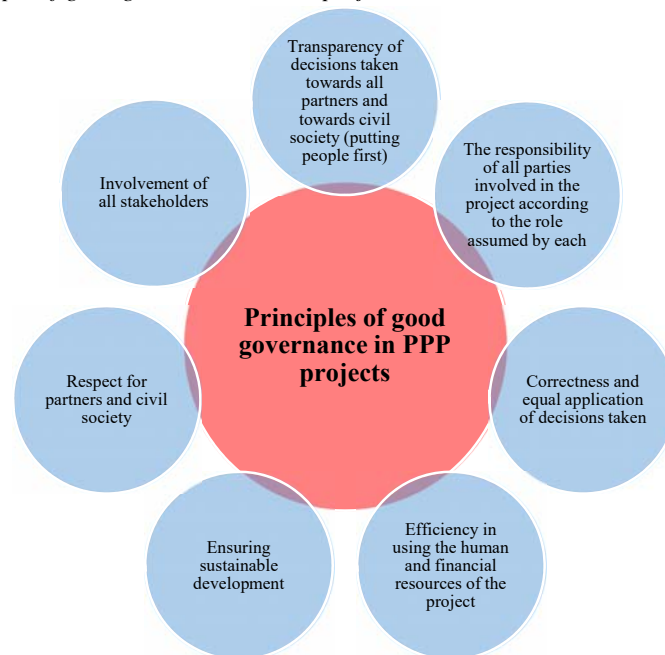 Transparency of
decisions taken
towards all
partners and
towards civil
society (putting
people first)
The responsibility
of all parties
involved in the
project according
to the role
assumed by each
Correctness and
equal application
of decisions taken
Efficiency in
using the human
and financial
resources of the
project
Ensuring
sustainable
development
Respect for
partners and civil
society
Involvement of
all stakeholders
Principles of good
governance in PPP
projects